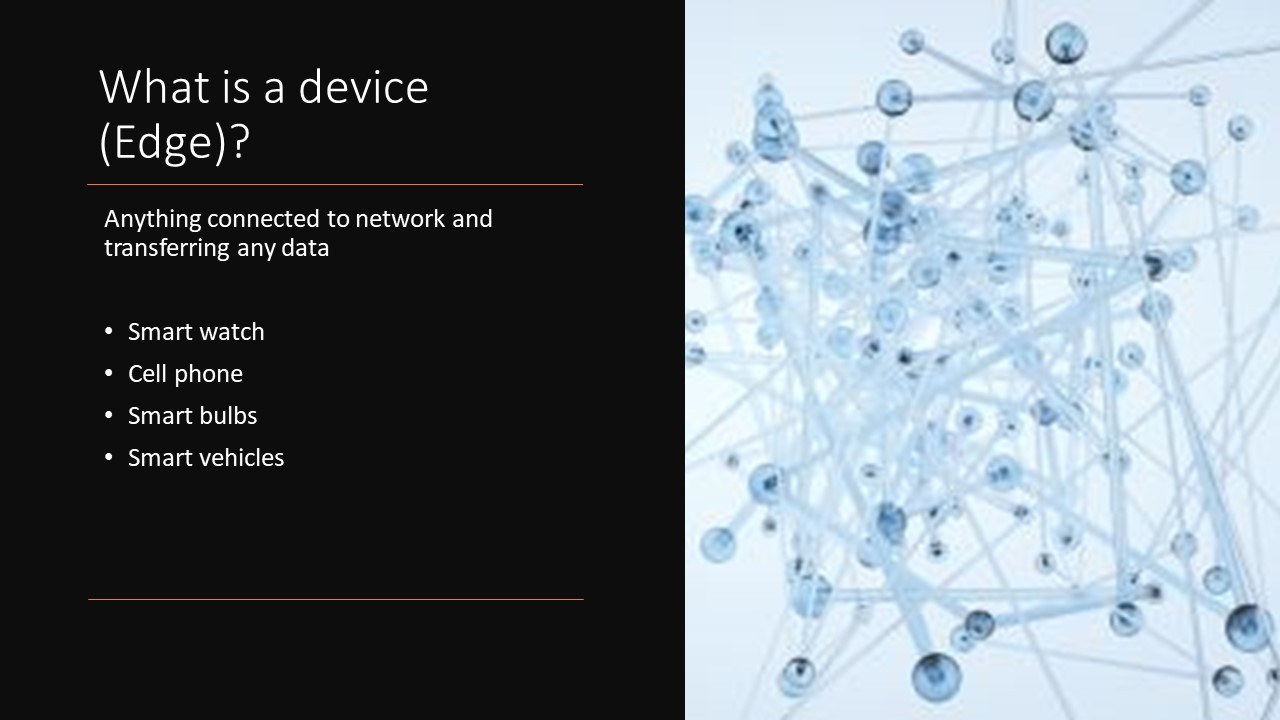 What is a device
(Edge)?
Anything connected to network and
transferring any data
• Smart watch
• Cell phone
• Smart bulbs
• Smart vehicles